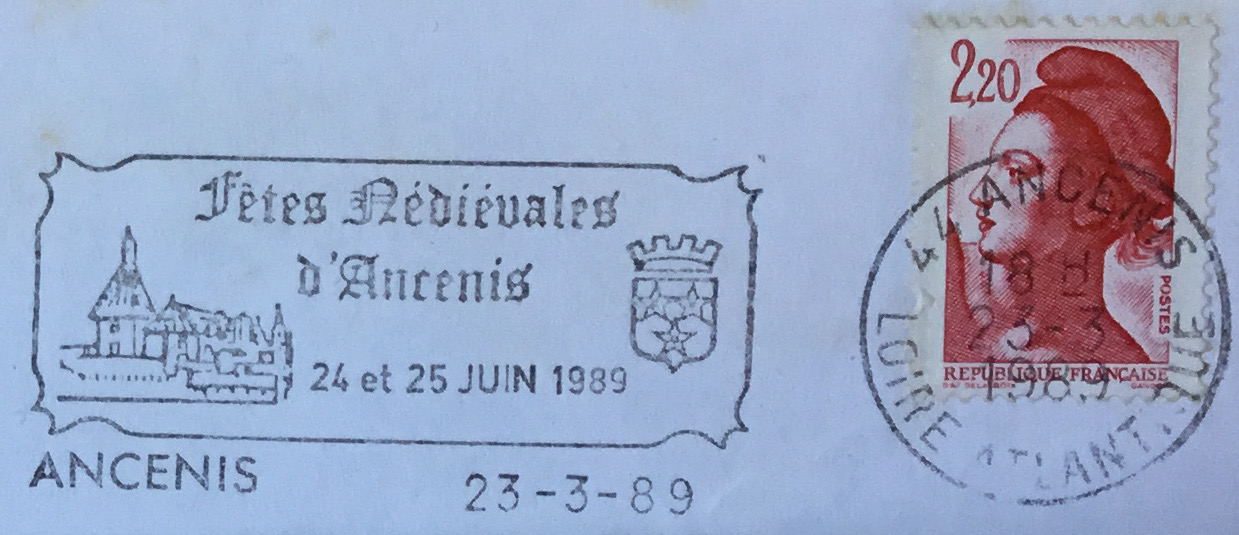 Fêtes Médiévales
d'Ancenis
24 et 25 JUIN 1989
ANCENIS
23-3-89
2,20
POSTES
REPUBLIQUE FRANÇAISE
44 ANCENIS
18 H
23-3
1989
LOIRE ATLANTIQUE